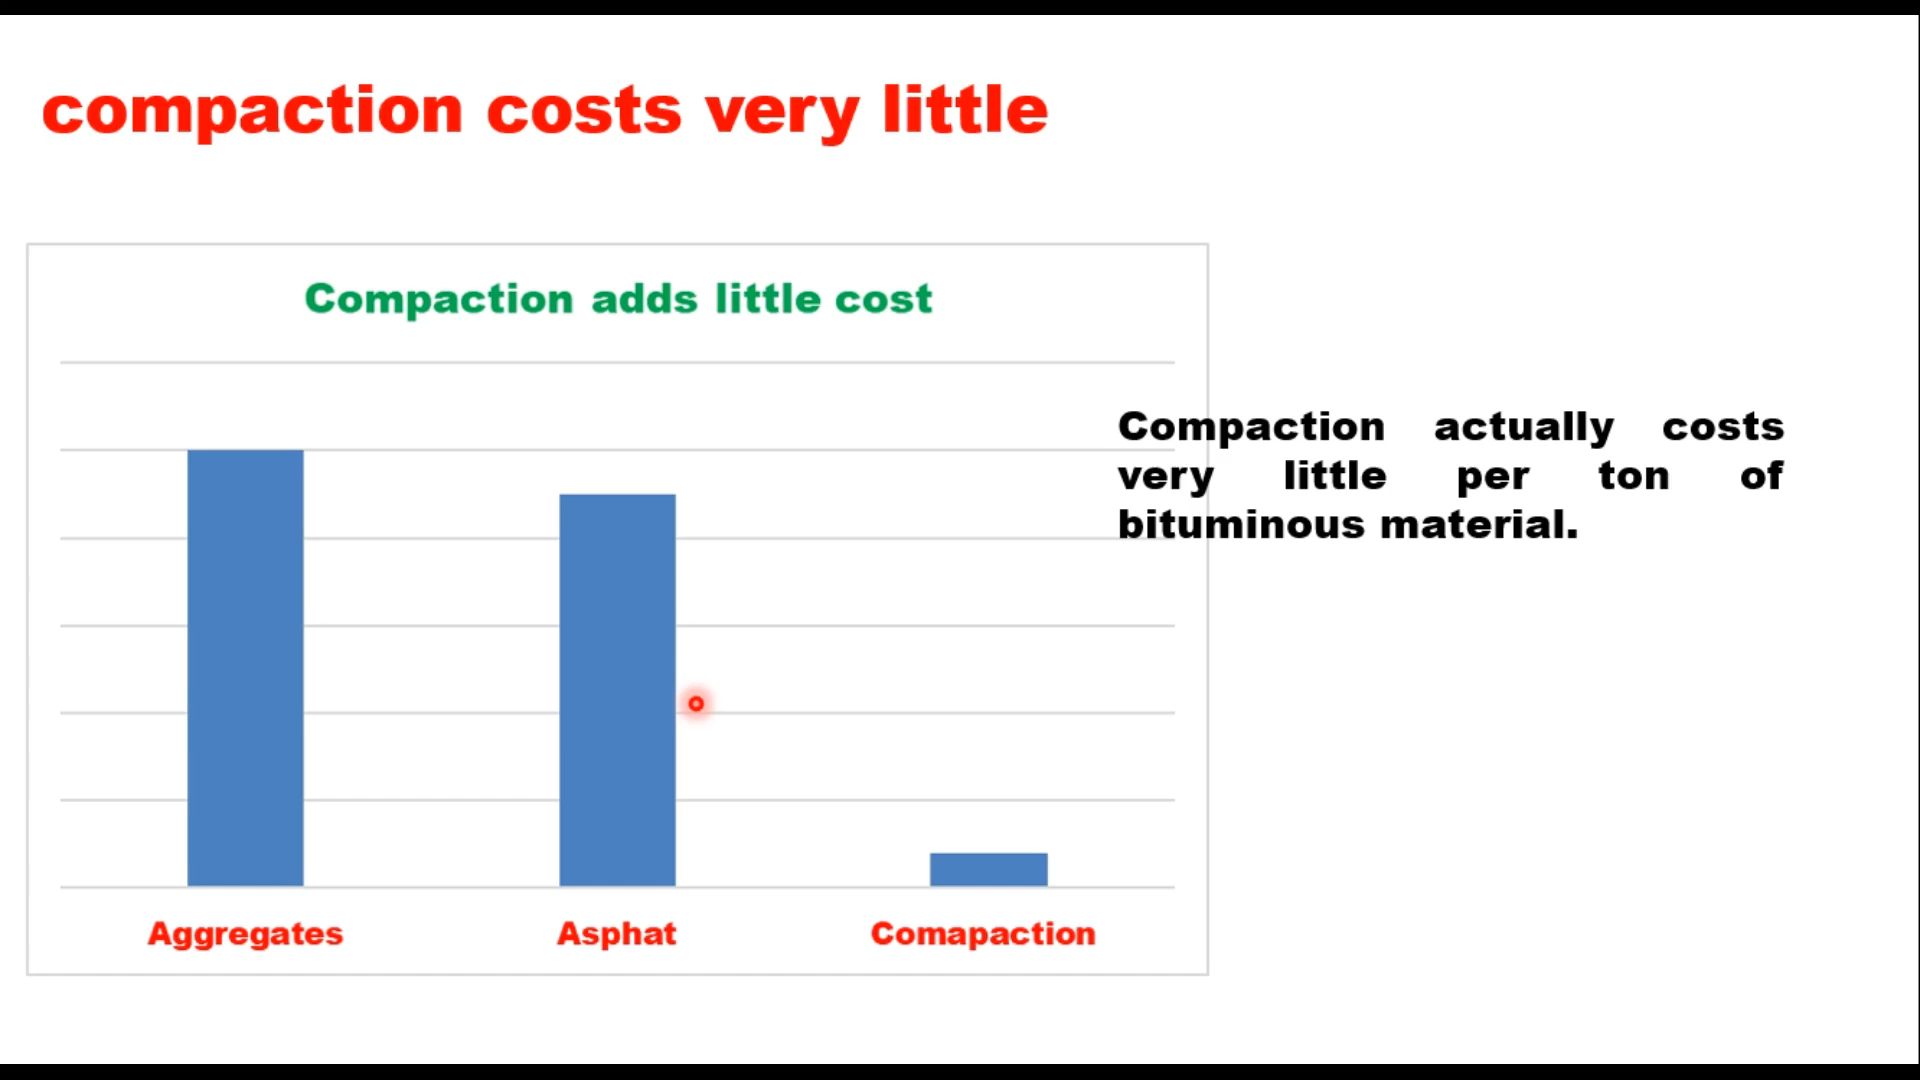 compaction costs very little
Compaction adds little cost
Compaction actually costs
very little per ton of
bituminous material.
Aggregates
Asphat
Comapaction